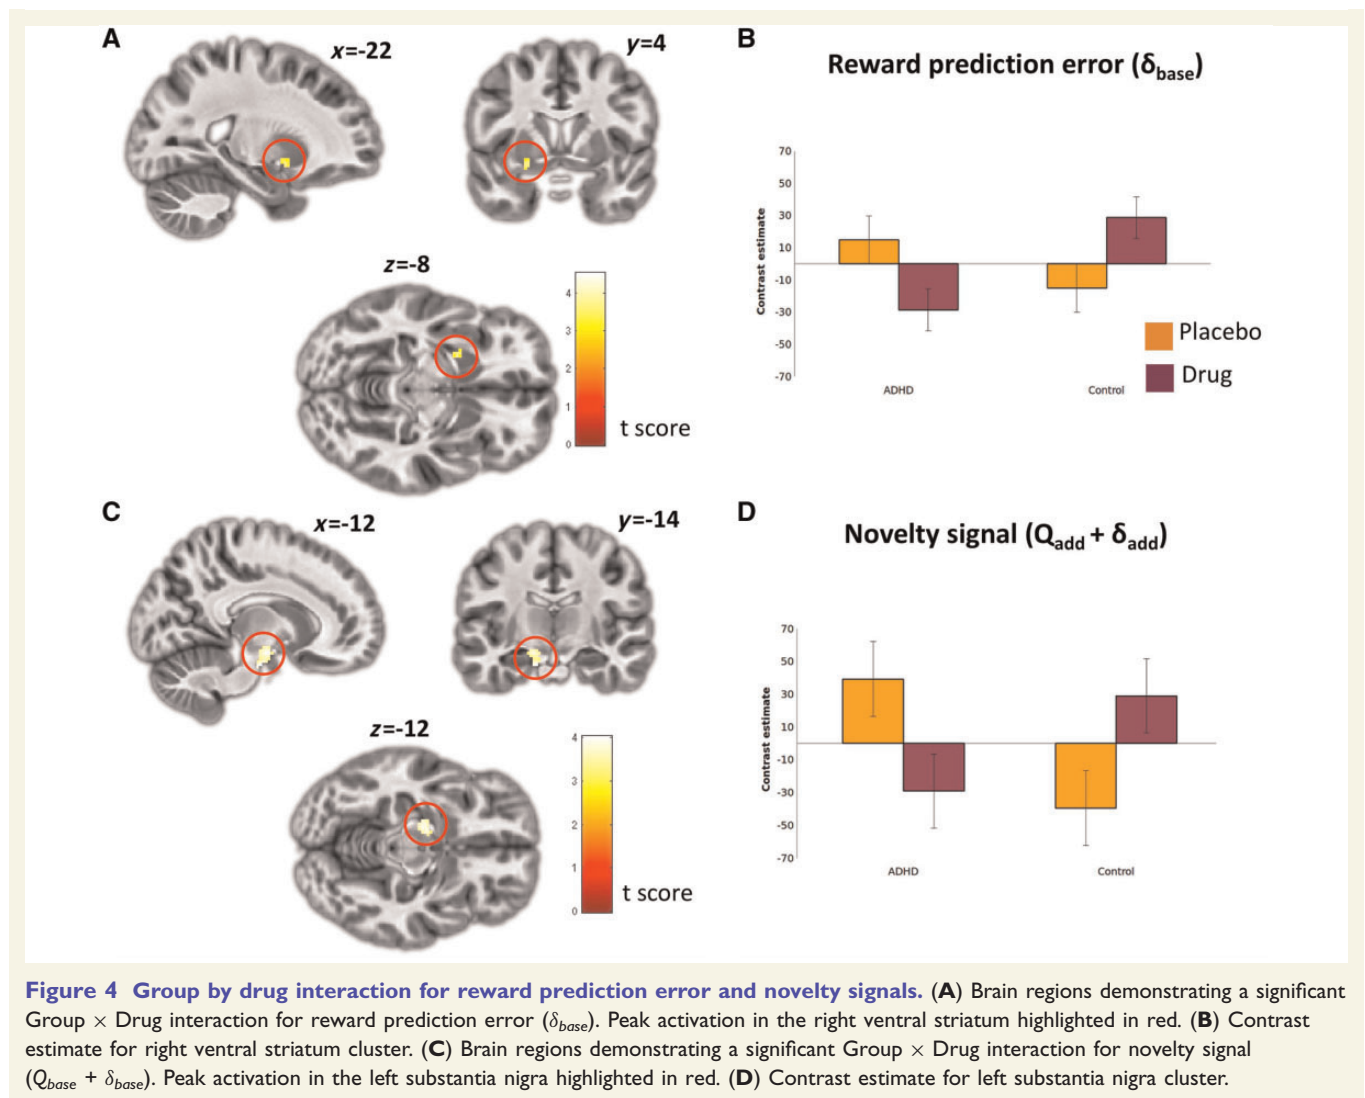 A
x=-22
y=4
z=-8
4
3
2
1
0
t score
B
Reward prediction error (δbase)
70
50
30
10
-10
-30
-50
-70
Contrast estimate
ADHD
Control
Placebo
Drug
C
x=-12
y=-14
z=-12
4
3
2
1
0
t score
D
Novelty signal (Qadd + δadd)
70
50
30
10
-10
-30
-50
-70
Contrast estimate
ADHD
Control
Figure 4 Group by drug interaction for reward prediction error and novelty signals. (A) Brain regions demonstrating a significant
Group × Drug interaction for reward prediction error (δbase). Peak activation in the right ventral striatum highlighted in red. (B) Contrast
estimate for right ventral striatum cluster. (C) Brain regions demonstrating a significant Group × Drug interaction for novelty signal
(Qbase + δbase). Peak activation in the left substantia nigra highlighted in red. (D) Contrast estimate for left substantia nigra cluster.